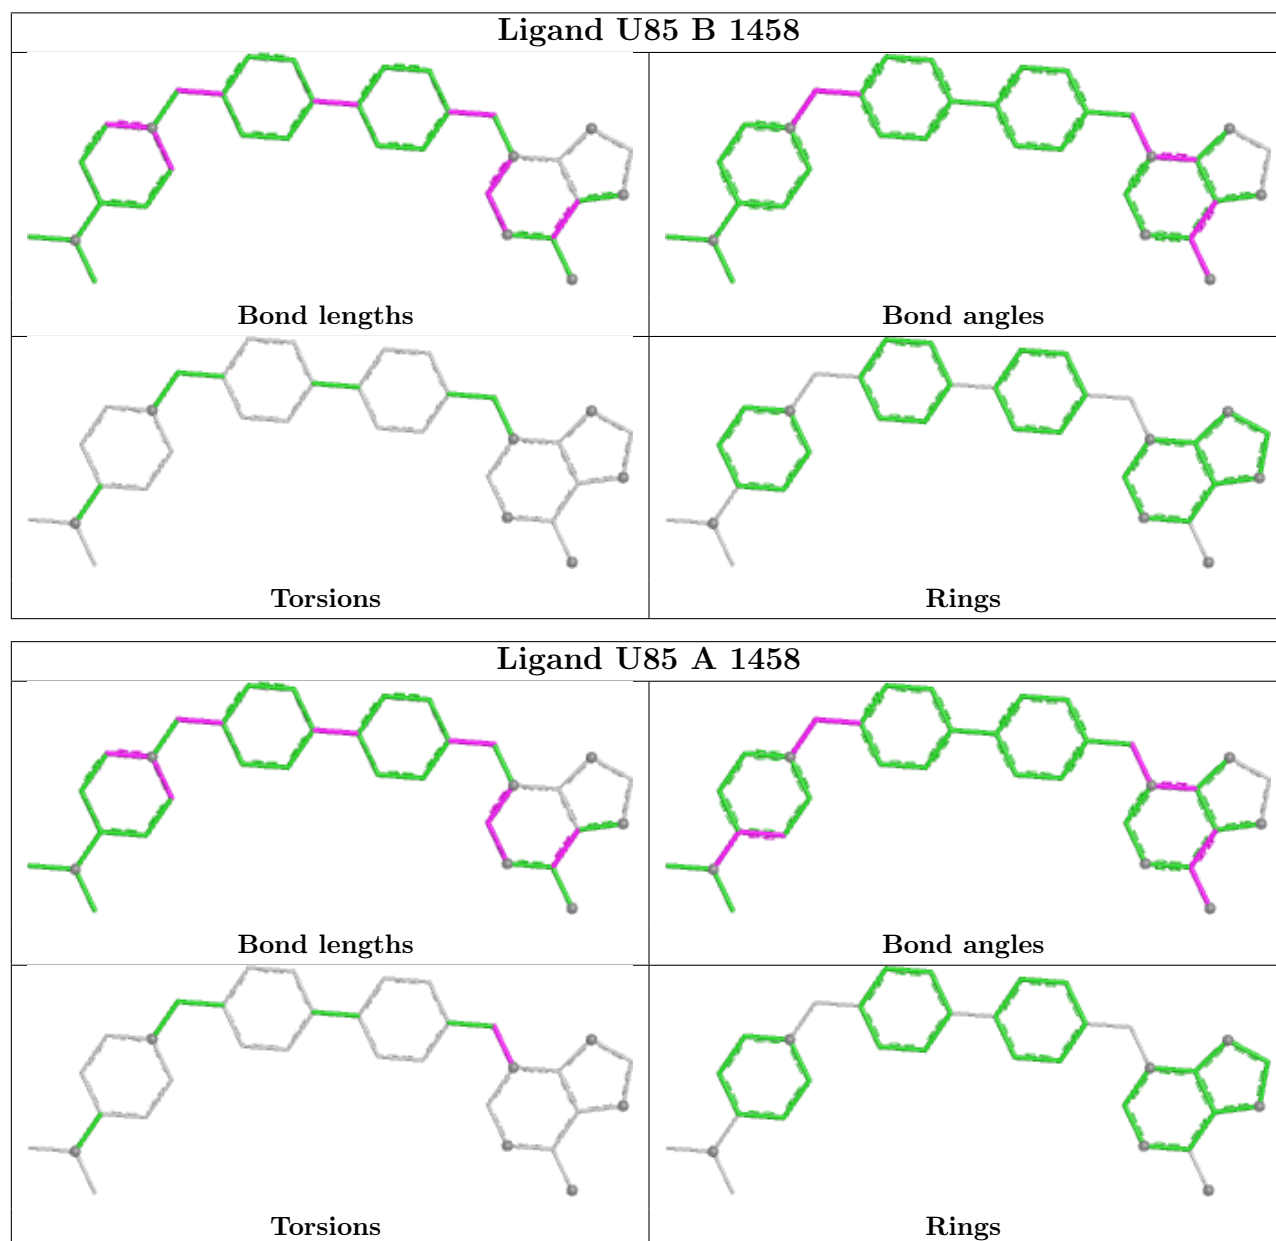 Ligand U85 B 1458
Bond lengths
Bond angles
Torsions
Rings
Ligand U85 A 1458
Bond lengths
Bond angles
Torsions
Rings